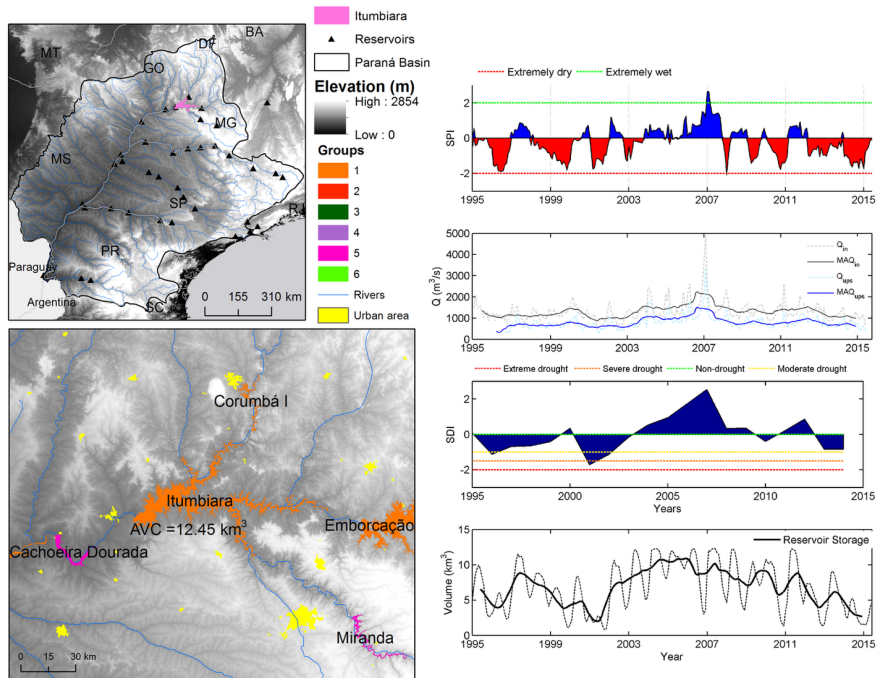 Itumbiara
Reservoirs
Paraná Basin
Elevation (m)
High : 2854
Low : 0
Groups
1
2
3
4
5
6
Rivers
Urban area
MT
GO
DF
BA
MG
MS
SP
RJ
PR
Paraguay
Argentina
SC
0 155 310 km
Corumbá I
Itumbiara
AVC =12.45 km³
Emborcação
Cachoeira Dourada
Miranda
0 15 30 km
Extremely dry Extremely wet
SPI
2
0
-2
1995 1999 2003 2007 2011 2015
Q (m³/s)
5000
4000
3000
2000
1000
0
Qin
MAQin
Qups
MAQups
1995 1999 2003 2007 2011 2015
Extreme drought Severe drought Non-drought Moderate drought
SDI
2
0
-2
1995 2000 2005 2010 2015
Years
Volume (km³)
15
10
5
0
Reservoir Storage
1995 1999 2003 2007 2011 2015
Year